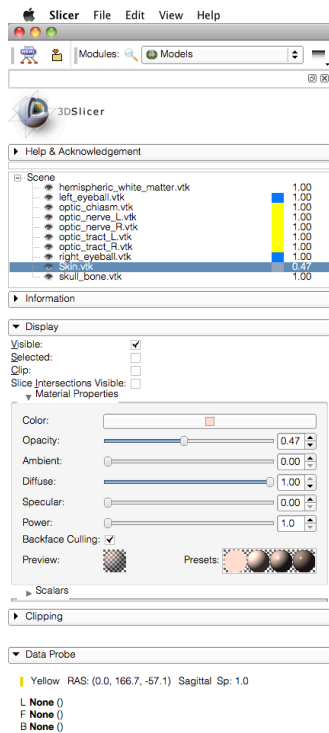 Slicer File Edit View Help
Modules: Models
3DSlicer
Help & Acknowledgement
Scene
hemispheric_white_matter.vtk 1.00
left_eyeball.vtk 1.00
optic_chiasm.vtk 1.00
optic_nerve_L.vtk 1.00
optic_nerve_R.vtk 1.00
optic_tract_L.vtk 1.00
optic_tract_R.vtk 1.00
right_eyeball.vtk 1.00
Skin.vtk 0.47
skull_bone.vtk 1.00
Information
Display
Visible:
Selected:
Clip:
Slice Intersections Visible:
Material Properties
Color:
Opacity: 0.47
Ambient: 0.00
Diffuse: 1.00
Specular: 0.00
Power: 1.0
Backface Culling:
Preview: Presets:
Scalars
Clipping
Data Probe
Yellow RAS: (0.0, 166.7, -57.1) Sagittal Sp: 1.0
L None ()
F None ()
B None ()